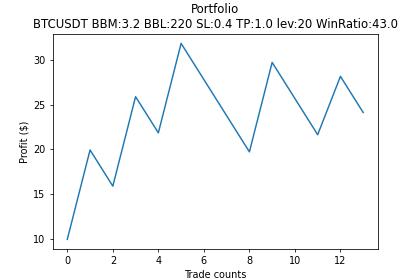 Portfolio
BTCUSDT BBM:3.2 BBL:220 SL:0.4 TP:1.0 lev:20 WinRatio:43.0
30
25
20
15
10
Profit ($)
0 2 4 6 8 10 12
Trade counts